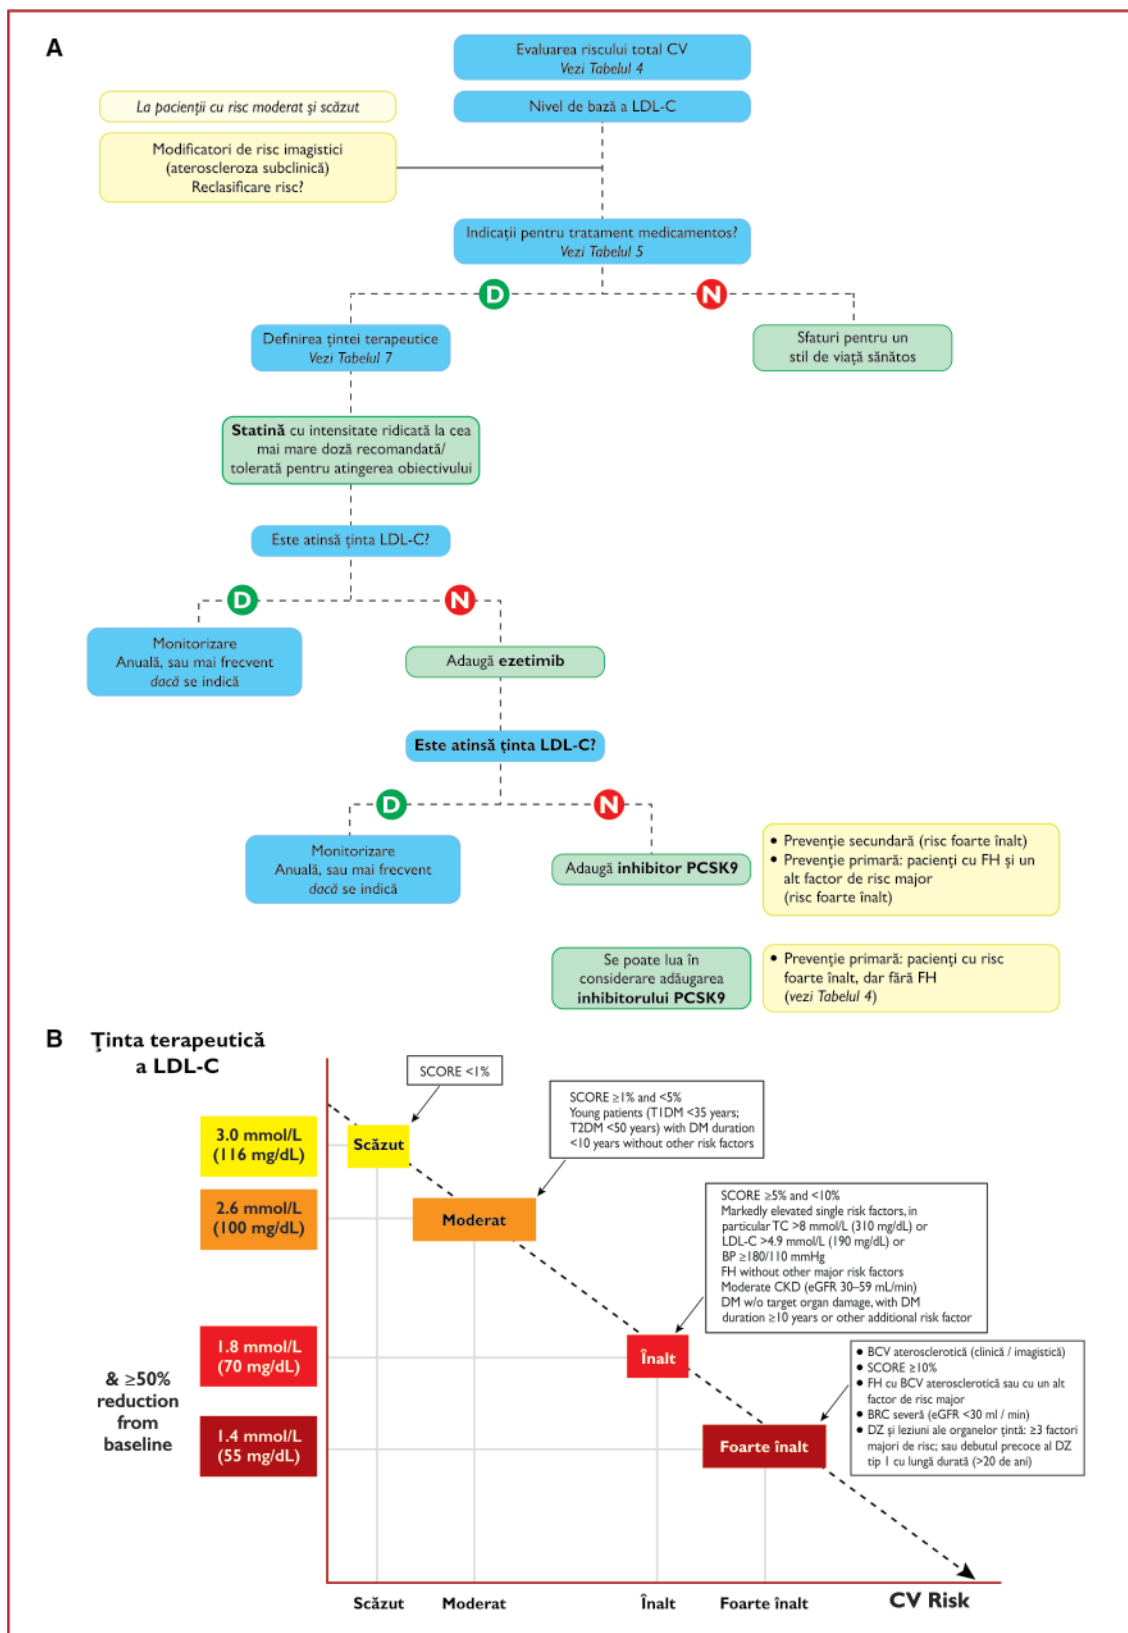 A
Evaluarea riscului total CV
Vezi Tabelul 4
La pacienții cu risc moderat și scăzut
Nivel de bază a LDL-C
Modificatori de risc imagistici
(ateroscleroza subclinică)
Reclasificare risc?
Indicații pentru tratament medicamentos?
Vezi Tabelul 5
D
N
Definirea țintei terapeutice
Vezi Tabelul 7
Sfaturi pentru un
stil de viață sănătos
Statină cu intensitate ridicată la cea
mai mare doză recomandată/
tolerată pentru atingerea obiectivului
Este atinsă ținta LDL-C?
D
N
Monitorizare
Anuală, sau mai frecvent
dacă se indică
Adaugă ezetimib
Este atinsă ținta LDL-C?
D
N
Monitorizare
Anuală, sau mai frecvent
dacă se indică
Adaugă inhibitor PCSK9
• Prevenție secundară (risc foarte înalt)
• Prevenție primară: pacienți cu FH și un
alt factor de risc major
(risc foarte înalt)
Se poate lua în
considerare adăugarea
inhibitorului PCSK9
• Prevenție primară: pacienți cu risc
foarte înalt, dar fără FH
(vezi Tabelul 4)
B
Ținta terapeutică
a LDL-C
SCORE <1%
SCORE ≥1% and <5%
Young patients (T1DM <35 years;
T2DM <50 years) with DM duration
<10 years without other risk factors
3.0 mmol/L
(116 mg/dL)
Scăzut
2.6 mmol/L
(100 mg/dL)
Moderat
SCORE ≥5% and <10%
Markedly elevated single risk factors, in
particular TC >8 mmol/L (310 mg/dL) or
LDL-C >4.9 mmol/L (190 mg/dL) or
BP ≥180/110 mmHg
FH without other major risk factors
Moderate CKD (eGFR 30–59 mL/min)
DM w/o target organ damage, with DM
duration ≥10 years or other additional risk factor
1.8 mmol/L
(70 mg/dL)
Înalt
& ≥50%
reduction
from
baseline
• BCV aterosclerotică (clinică / imagistică)
• SCORE ≥10%
• FH cu BCV aterosclerotică sau cu un alt
factor de risc major
• BRC severă (eGFR <30 ml / min)
• DZ și leziuni ale organelor țintă: ≥3 factori
majori de risc; sau debutul precoce al DZ
tip 1 cu lungă durată (>20 de ani)
1.4 mmol/L
(55 mg/dL)
Foarte înalt
Scăzut
Moderat
Înalt
Foarte înalt
CV Risk